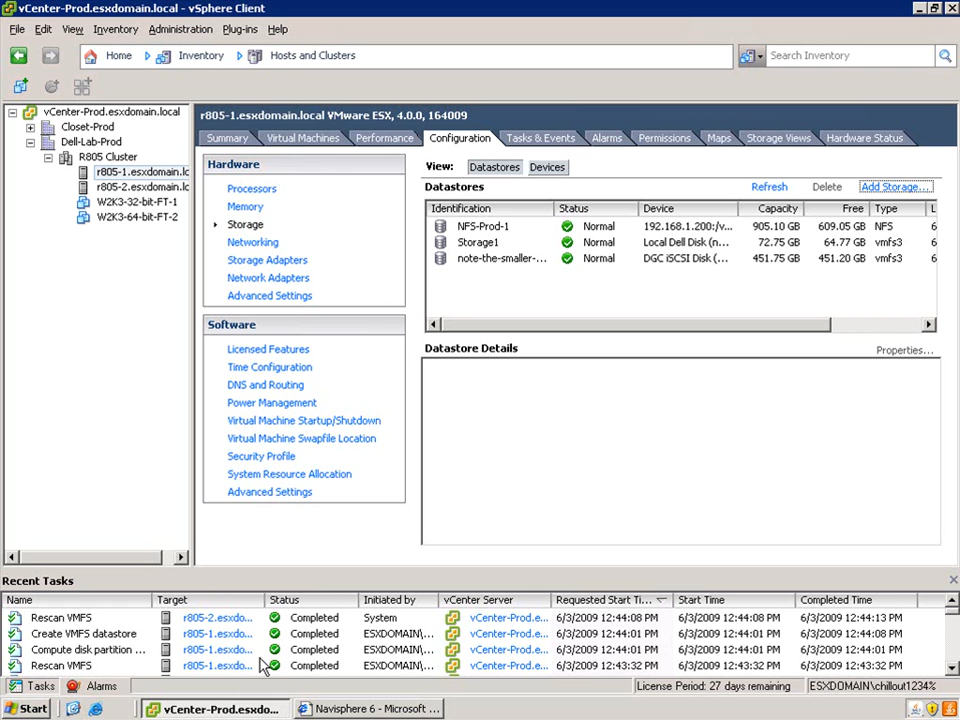 vCenter-Prod.esxdomain.local - vSphere Client
File Edit View Inventory Administration Plug-ins Help
Home Inventory Hosts and Clusters Search Inventory
vCenter-Prod.esxdomain.local
Closet-Prod
Dell-Lab-Prod
R805 Cluster
r805-1.esxdomain.lc
r805-2.esxdomain.lc
W2K3-32-bit-FT-1
W2K3-64-bit-FT-2
r805-1.esxdomain.local VMware ESX, 4.0.0, 164009
Summary Virtual Machines Performance Configuration Tasks & Events Alarms Permissions Maps Storage Views Hardware Status
Hardware
Processors
Memory
Storage
Networking
Storage Adapters
Network Adapters
Advanced Settings
Software
Licensed Features
Time Configuration
DNS and Routing
Power Management
Virtual Machine Startup/Shutdown
Virtual Machine Swapfile Location
Security Profile
System Resource Allocation
Advanced Settings
View: Datastores Devices
Datastores Refresh Delete Add Storage...
Identification Status Device Capacity Free Type L
NFS-Prod-1 Normal 192.168.1.200:/v... 905.10 GB 609.05 GB NFS 6
Storage1 Normal Local Dell Disk (n... 72.75 GB 64.77 GB vmfs3 6
note-the-smaller-... Normal DGC iSCSI Disk (... 451.75 GB 451.20 GB vmfs3 6
Datastore Details Properties...
Recent Tasks
Name Target Status Initiated by vCenter Server Requested Start Ti... Start Time Completed Time
Rescan VMFS r805-2.esxdo... Completed System vCenter-Prod.e... 6/3/2009 12:44:08 PM 6/3/2009 12:44:08 PM 6/3/2009 12:44:13 PM
Create VMFS datastore r805-1.esxdo... Completed ESXDOMAIN\... vCenter-Prod.e... 6/3/2009 12:44:01 PM 6/3/2009 12:44:01 PM 6/3/2009 12:44:08 PM
Compute disk partition ... r805-1.esxdo... Completed ESXDOMAIN\... vCenter-Prod.e... 6/3/2009 12:44:01 PM 6/3/2009 12:44:01 PM 6/3/2009 12:44:01 PM
Rescan VMFS r805-1.esxdo... Completed ESXDOMAIN\... vCenter-Prod.e... 6/3/2009 12:43:32 PM 6/3/2009 12:43:32 PM 6/3/2009 12:43:32 PM
Tasks Alarms License Period: 27 days remaining ESXDOMAIN\chillout1234%
Start vCenter-Prod.esxdo... Navisphere 6 - Microsoft ...